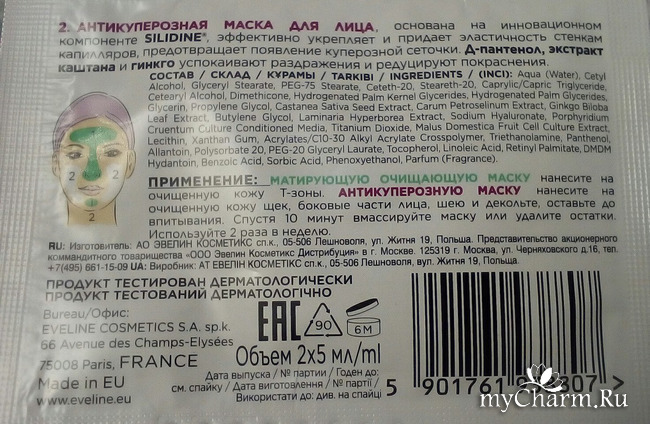 2. АНТИКУПЕРОЗНАЯ МАСКА ДЛЯ ЛИЦА, основана на инновационном
компоненте SILIDINE®, эффективно укрепляет и придает эластичность стенкам
капилляров, предотвращает появление куперозной сеточки. Д-пантенол, экстракт
каштана и гинкго успокаивают раздражения и редуцируют покраснения.
СОСТАВ / СКЛАД / ҚҰРАМЫ / TARKIBI / INGREDIENTS / (INCI): Aqua (Water), Cetyl
Alcohol, Glyceryl Stearate, PEG-75 Stearate, Ceteth-20, Steareth-20, Caprylic/Capric Triglyceride,
Cetearyl Alcohol, Dimethicone, Hydrogenated Palm Kernel Glycerides, Hydrogenated Palm Glycerides,
Glycerin, Propylene Glycol, Castanea Sativa Seed Extract, Carum Petroselinum Extract, Ginkgo Biloba
Leaf Extract, Butylene Glycol, Laminaria Hyperborea Extract, Sodium Hyaluronate, Porphyridium
Cruentum Culture Conditioned Media, Titanium Dioxide, Malus Domestica Fruit Cell Culture Extract,
Lecithin, Xanthan Gum, Acrylates/C10-30 Alkyl Acrylate Crosspolymer, Triethanolamine, Panthenol,
Allantoin, Polysorbate 20, PEG-20 Glyceryl Laurate, Tocopherol, Linoleic Acid, Retinyl Palmitate, DMDM
Hydantoin, Benzoic Acid, Sorbic Acid, Phenoxyethanol, Parfum (Fragrance).
2
2
2
ПРИМЕНЕНИЕ: МАТИРУЮЩУЮ ОЧИЩАЮЩУЮ МАСКУ нанесите на
очищенную кожу Т-зоны. АНТИКУПЕРОЗНУЮ МАСКУ нанесите на
очищенную кожу щек, боковые части лица, шею и декольте, оставьте до
впитывания. Спустя 10 минут вмассируйте маску или удалите остатки.
Используйте 2 раза в неделю.
RU: Изготовитель: АО ЭВЕЛИН КОСМЕТИКС сп.к., 05-506 Лешноволя, ул. Житня 19, Польша. Представительство акционерного
коммандитного товарищества «ООО Эвелин Косметикс Дистрибуция» в г. Москве. 125319 г. Москва, ул. Черняховского д.16,
тел. +7(495) 661-15-09 UA: Виробник: АТ ЕВЕЛІН КОСМЕТІКС сп.к., 05-506 Лешноволя, вул. Житня 19, Польща.
ПРОДУКТ ТЕСТИРОВАН ДЕРМАТОЛОГИЧЕСКИ
ПРОДУКТ ТЕСТОВАНИЙ ДЕРМАТОЛОГІЧНО
Bureau/Офис:
EVELINE COSMETICS S.A. sp.k.
66 Avenue des Champs-Elysées
75008 Paris, FRANCE
Made in EU
www.eveline.eu
EAC
90
6M
Объем 2x5 мл/ml
Дата выпуска / № партии / Годен до:
см. спайку / Дата виготовлення / № партії /
Використати до: див. на спайці
5 901761 807 >
myCharm.Ru